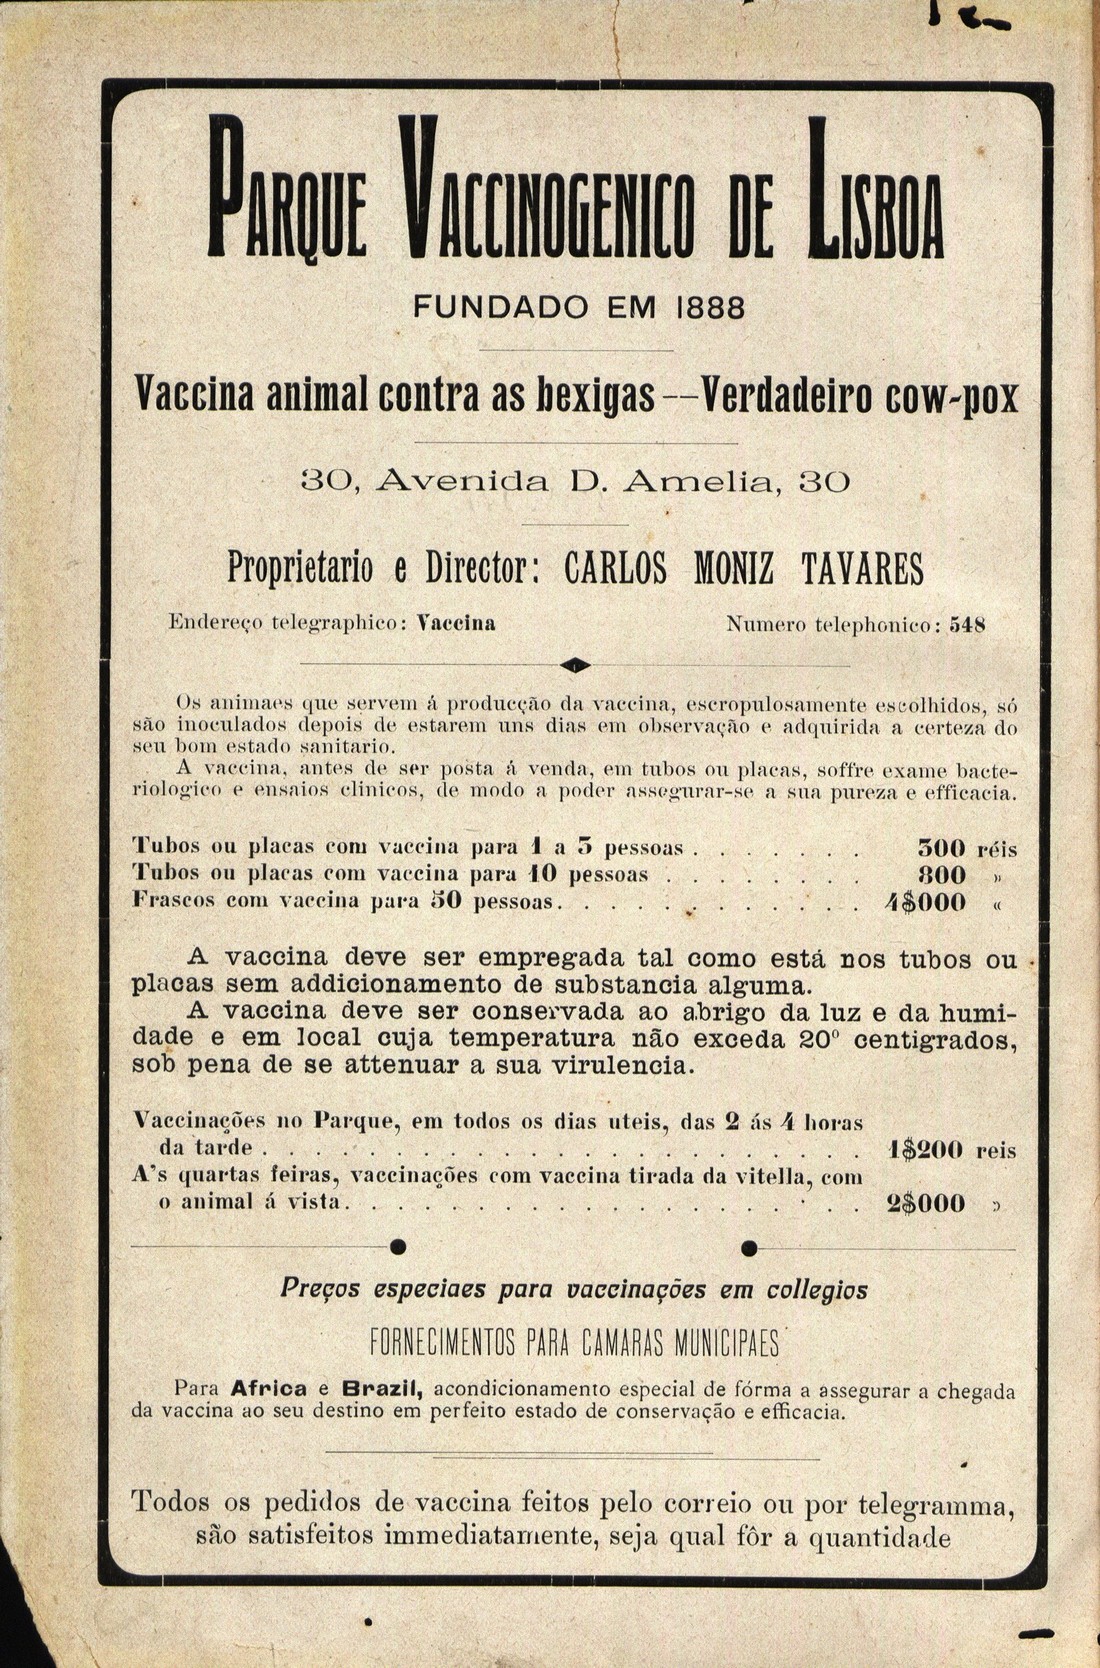 PARQUE VACCINOGENICO DE LISBOA
FUNDADO EM 1888
Vaccina animal contra as bexigas—Verdadeiro cow-pox
30, Avenida D. Amelia, 30
Proprietario e Director: CARLOS MONIZ TAVARES
Endereço telegraphico: Vaccina Numero telephonico: 548
Os animaes que servem á producção da vaccina, escropulosamente escolhidos, só
são inoculados depois de estarem uns dias em observação e adquirida a certeza do
seu bom estado sanitario.
A vaccina, antes de ser posta á venda, em tubos ou placas, soffre exame bacte-
riologico e ensaios clinicos, de modo a poder assegurar-se a sua pureza e efficacia.
Tubos ou placas com vaccina para 1 a 5 pessoas . . . . . . . 500 réis
Tubos ou placas com vaccina para 10 pessoas . . . . . . . . 800 »
Frascos com vaccina para 50 pessoas. . . . . . . . . . . . 4$000 «
A vaccina deve ser empregada tal como está nos tubos ou
placas sem addicionamento de substancia alguma.
A vaccina deve ser conservada ao abrigo da luz e da humi-
dade e em local cuja temperatura não exceda 20º centigrados,
sob pena de se attenuar a sua virulencia.
Vaccinações no Parque, em todos os dias uteis, das 2 ás 4 horas
da tarde . . . . . . . . . . . . . . . . . . . . . . . 1$200 reis
A's quartas feiras, vaccinações com vaccina tirada da vitella, com
o animal á vista. . . . . . . . . . . . . . . . . . . . 2$000 »
Preços especiaes para vaccinações em collegios
FORNECIMENTOS PARA CAMARAS MUNICIPAES
Para Africa e Brazil, acondicionamento especial de fórma a assegurar a chegada
da vaccina ao seu destino em perfeito estado de conservação e efficacia.
Todos os pedidos de vaccina feitos pelo correio ou por telegramma,
são satisfeitos immediatamente, seja qual fôr a quantidade